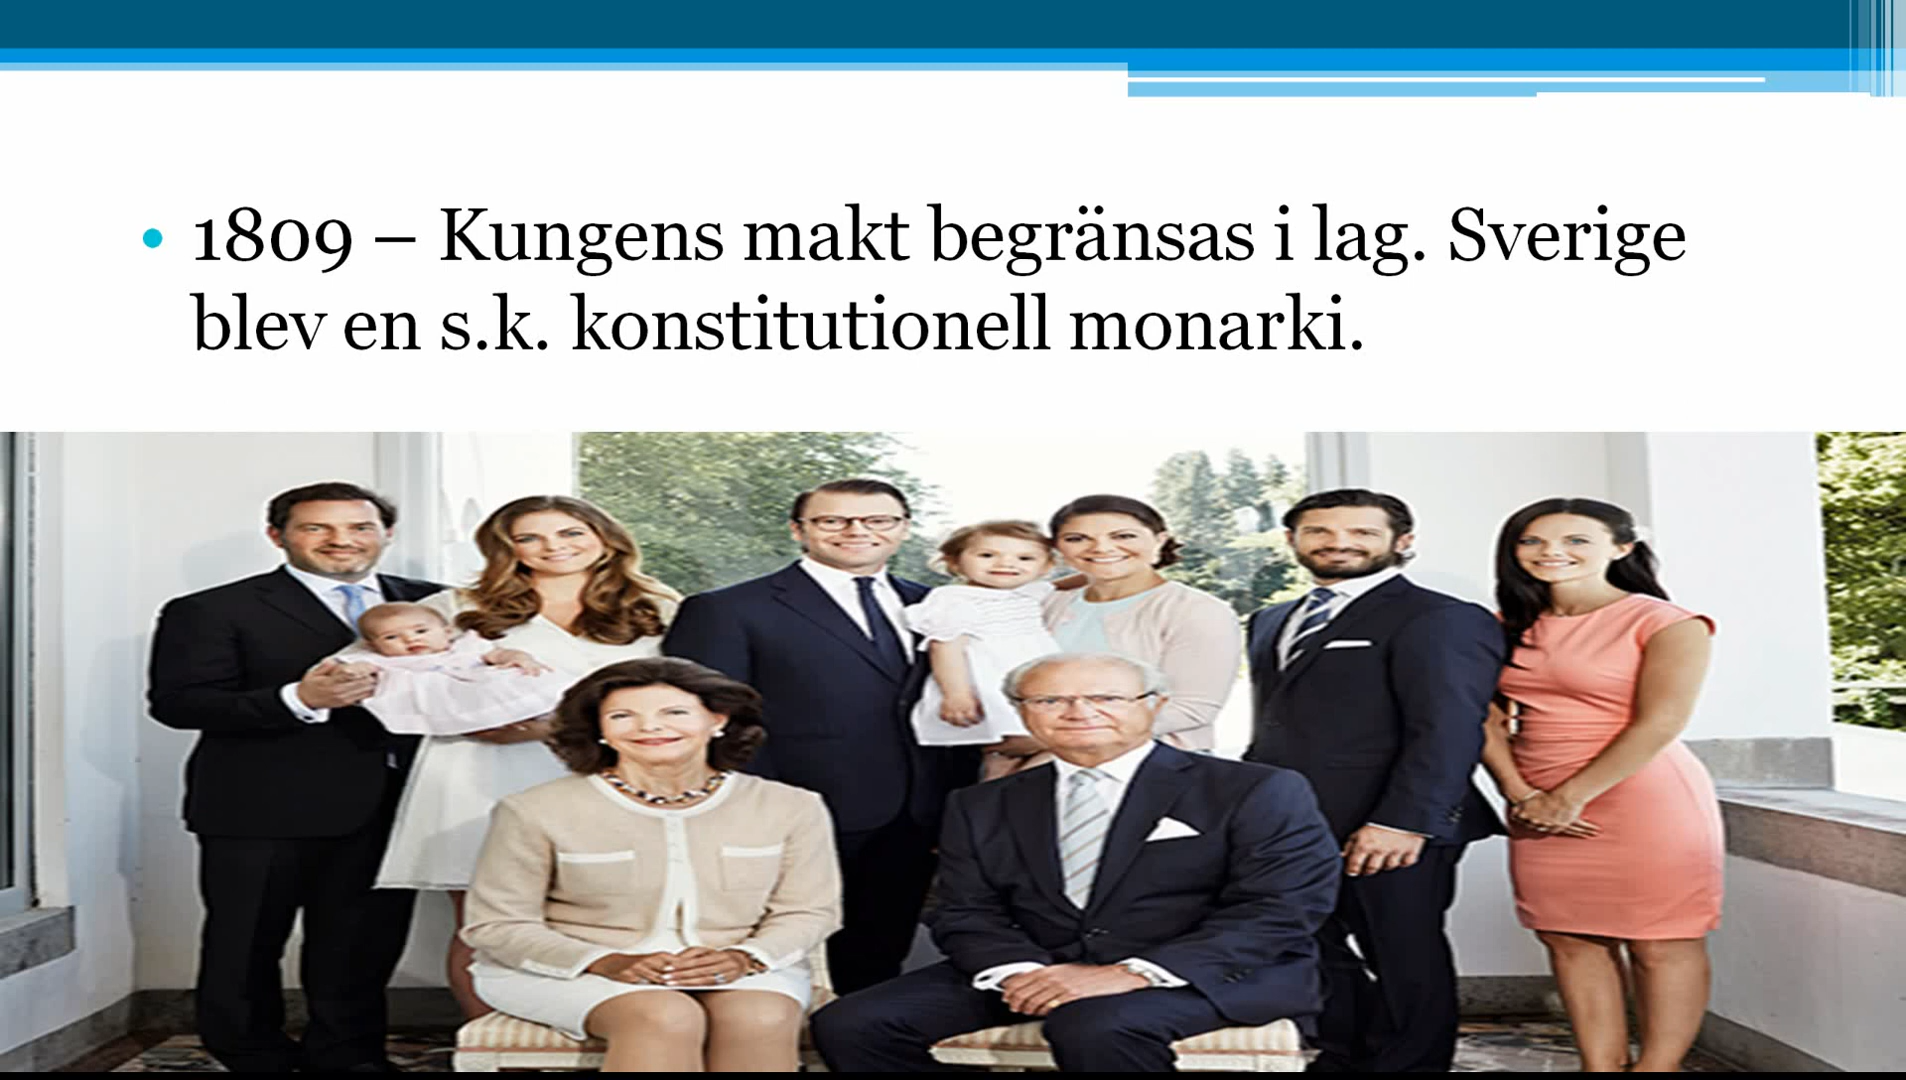 • 1809 – Kungens makt begränsas i lag. Sverige
blev en s.k. konstitutionell monarki.